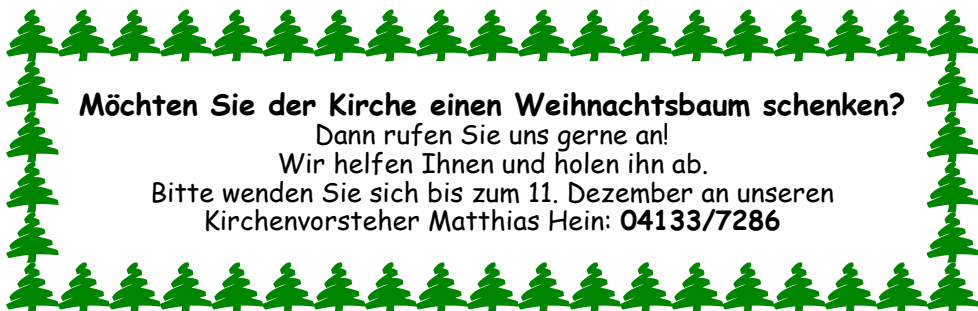 Möchten Sie der Kirche einen Weihnachtsbaum schenken?
Dann rufen Sie uns gerne an!
Wir helfen Ihnen und holen ihn ab.
Bitte wenden Sie sich bis zum 11. Dezember an unseren
Kirchenvorsteher Matthias Hein: 04133/7286